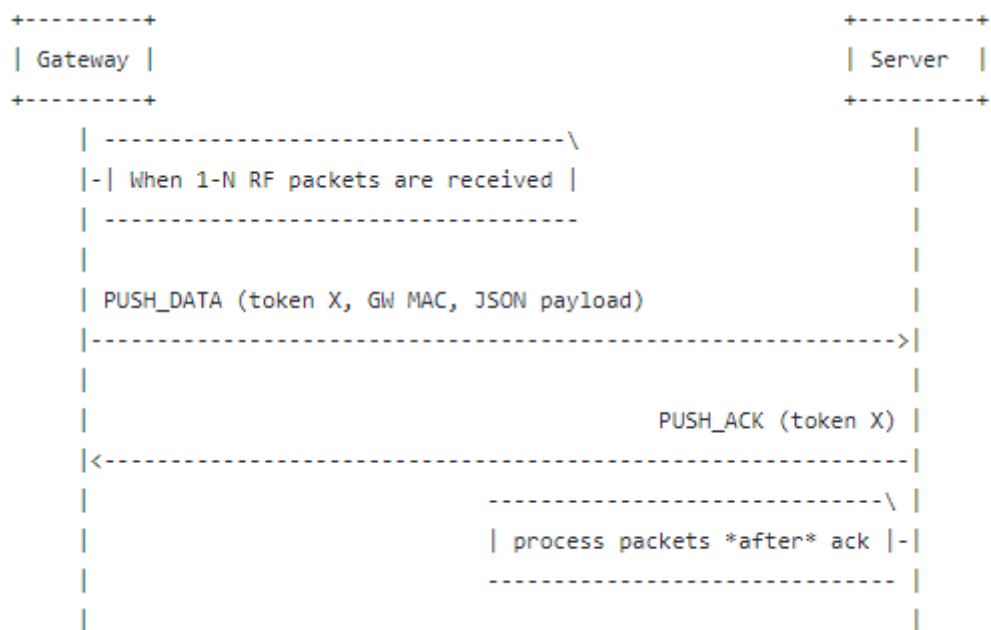 +---------+ +---------+
| Gateway | | Server |
+---------+ +---------+
| -----------------------------------\ |
|-| When 1-N RF packets are received | |
| ------------------------------------ |
| |
| PUSH_DATA (token X, GW MAC, JSON payload) |
|------------------------------------------------------------->|
| |
| PUSH_ACK (token X) |
|<-------------------------------------------------------------|
| ------------------------------\ |
| | process packets *after* ack |-|
| ------------------------------- |
| |